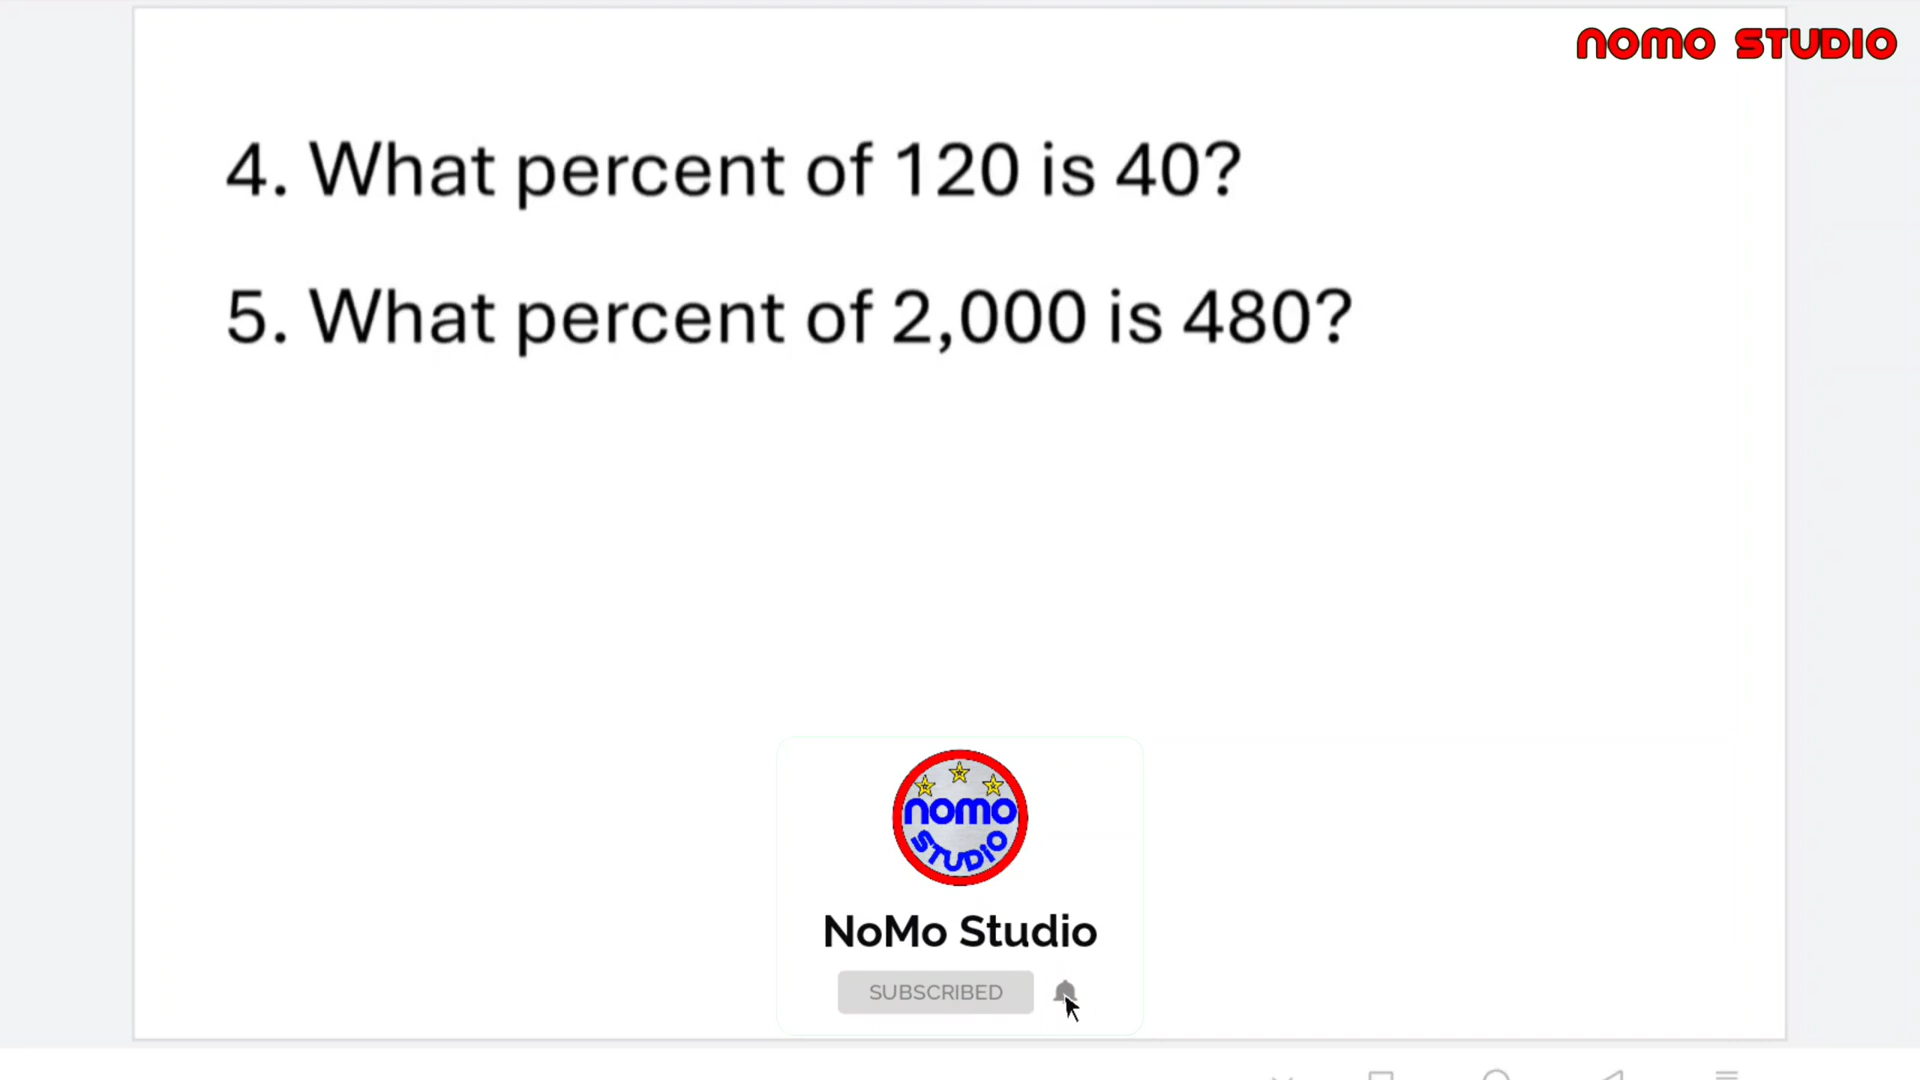 NOMO STUDIO
4. What percent of 120 is 40?
5. What percent of 2,000 is 480?
nomo
STUDIO
NoMo Studio
SUBSCRIBED